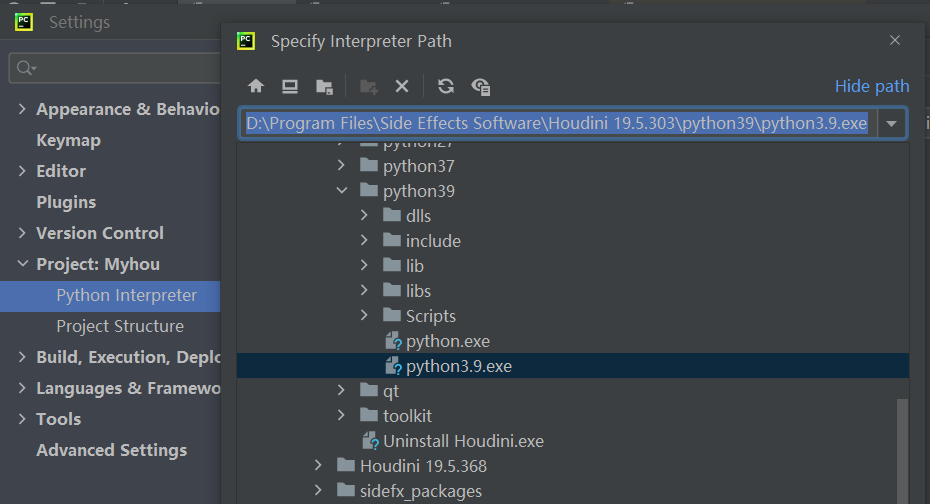 PC Settings
PC Specify Interpreter Path
Hide path
D:\Program Files\Side Effects Software\Houdini 19.5.303\python39\python3.9.exe
Appearance & Behavio
Keymap
Editor
Plugins
Version Control
Project: Myhou
Python Interpreter
Project Structure
Build, Execution, Deplo
Languages & Framewo
Tools
Advanced Settings
python27
python37
python39
dlls
include
lib
libs
Scripts
python.exe
python3.9.exe
qt
toolkit
Uninstall Houdini.exe
Houdini 19.5.368
sidefx_packages